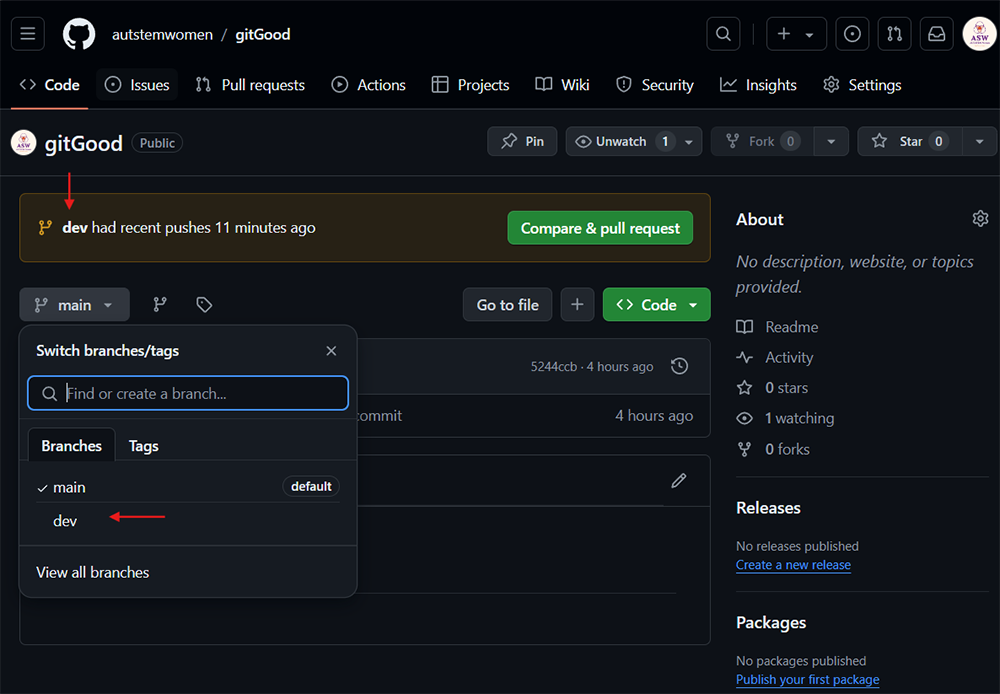 autstemwomen / gitGood
Code Issues Pull requests Actions Projects Wiki Security Insights Settings
gitGood Public Pin Unwatch 1 Fork 0 Star 0
dev had recent pushes 11 minutes ago Compare & pull request
main Go to file Code
Switch branches/tags
Find or create a branch...
Branches Tags
main default
dev
View all branches
5244ccb · 4 hours ago
commit 4 hours ago
About
No description, website, or topics
provided.
Readme
Activity
0 stars
1 watching
0 forks
Releases
No releases published
Create a new release
Packages
No packages published
Publish your first package